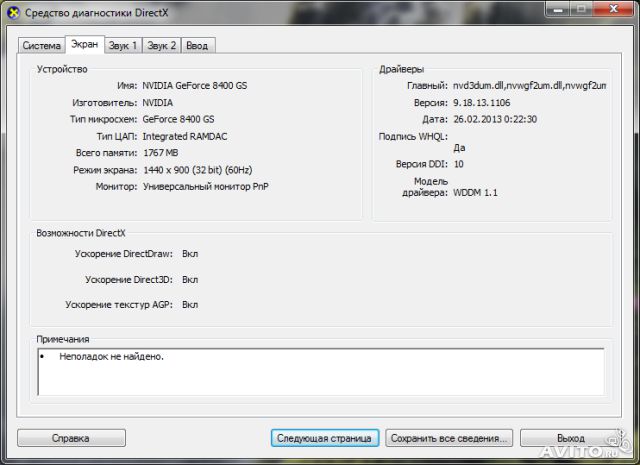 Средство диагностики DirectX
Система Экран Звук 1 Звук 2 Ввод
Устройство
Имя: NVIDIA GeForce 8400 GS
Изготовитель: NVIDIA
Тип микросхем: GeForce 8400 GS
Тип ЦАП: Integrated RAMDAC
Всего памяти: 1767 MB
Режим экрана: 1440 x 900 (32 bit) (60Hz)
Монитор: Универсальный монитор PnP
Драйверы
Главный: nvd3dum.dll,nvwgf2um.dll,nvwgf2um
Версия: 9.18.13.1106
Дата: 26.02.2013 0:22:30
Подпись WHQL:
Да
Версия DDI: 10
Модель
драйвера: WDDM 1.1
Возможности DirectX
Ускорение DirectDraw: Вкл
Ускорение Direct3D: Вкл
Ускорение текстур AGP: Вкл
Примечания
• Неполадок не найдено.
Справка Следующая страница Сохранить все сведения... Выход
AVITO.RU